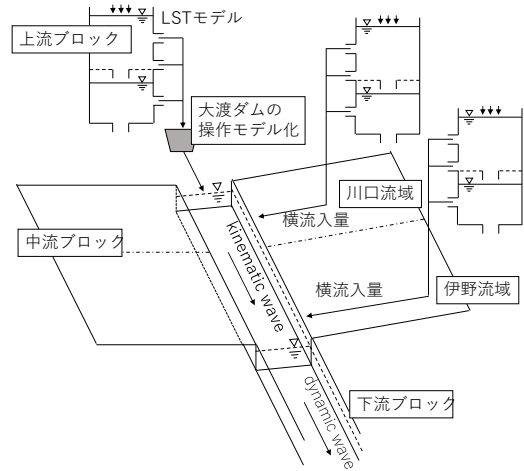 LSTモデル
上流ブロック
大渡ダムの
操作モデル化
川口流域
横流入量
中流ブロック
kinematic wave
横流入量
伊野流域
下流ブロック
dynamic wave